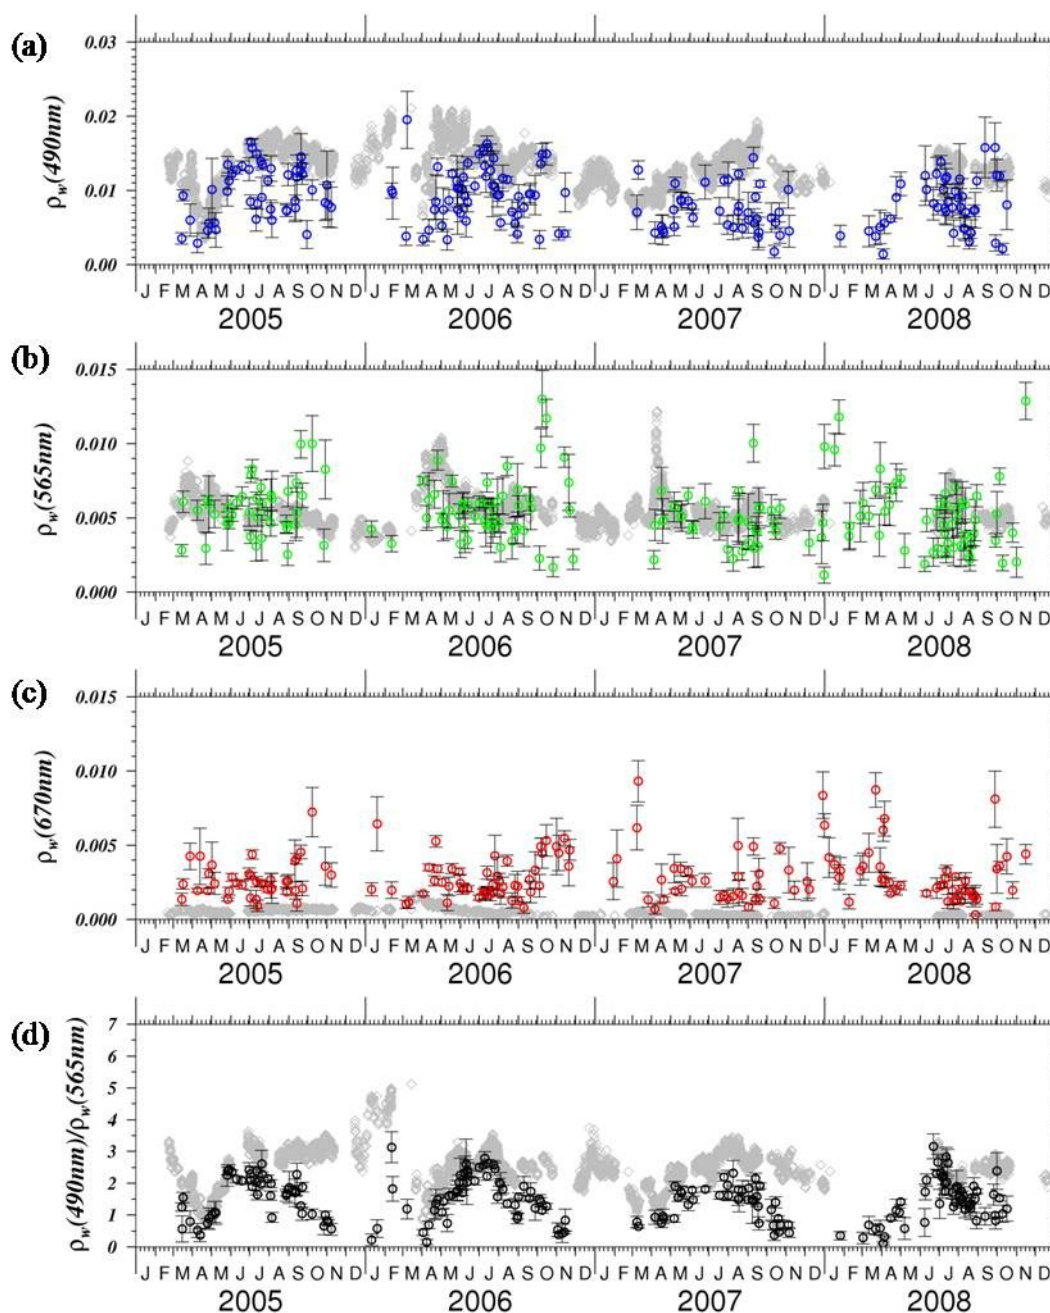 (a)
ρw(490nm)
0.03
0.02
0.01
0.00
J F M A M J J A S O N D J F M A M J J A S O N D J F M A M J J A S O N D J F M A M J J A S O N D
2005 2006 2007 2008
(b)
ρw(565nm)
0.015
0.010
0.005
0.000
J F M A M J J A S O N D J F M A M J J A S O N D J F M A M J J A S O N D J F M A M J J A S O N D
2005 2006 2007 2008
(c)
ρw(670nm)
0.015
0.010
0.005
0.000
J F M A M J J A S O N D J F M A M J J A S O N D J F M A M J J A S O N D J F M A M J J A S O N D
2005 2006 2007 2008
(d)
ρw(490nm)/ρw(565nm)
7
6
5
4
3
2
1
0
J F M A M J J A S O N D J F M A M J J A S O N D J F M A M J J A S O N D J F M A M J J A S O N D
2005 2006 2007 2008